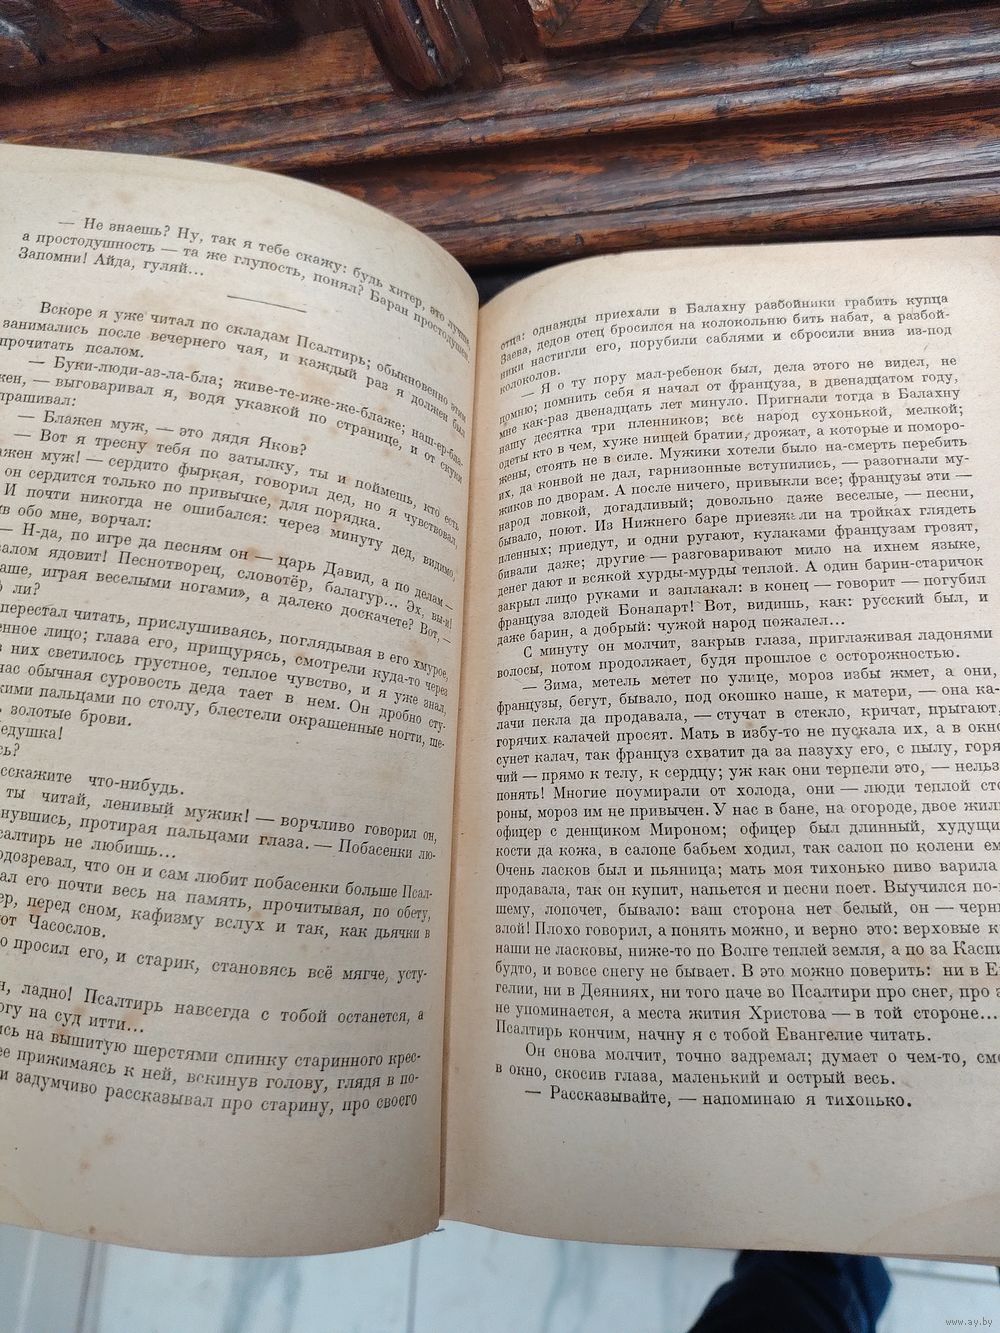 — Не знаешь? Ну, так я тебе скажу: будь хитер, это лучше,
а простодушность — та же глупость, понял? Баран простодушен.
Запомни! Айда, гуляй...
Вскоре я уже читал по складам Псалтирь; обыкновенно этим
занимались после вечернего чая, и каждый раз я должен был
прочитать псалом.
— Буки-люди-аз-ла-бла; живе-те-иже-же-блаже; наш-ер-бла-
жен, — выговаривал я, водя указкой по странице, и от скуки
спрашивал:
— Блажен муж, — это дядя Яков?
— Вот я тресну тебя по затылку, ты и поймешь, кто есть
блажен муж! — сердито фыркая, говорил дед, но я чувствовал,
он сердится только по привычке, для порядка.
И почти никогда не ошибался: через минуту дед, видимо,
обо мне, ворчал:
— Н-да, по игре да песням он — царь Давид, а по делам —
ядовит! Песнотворец, словотёр, балагур... Эх, вы-и!
играя веселыми ногами», а далеко доскачете? Вот, —
ли?
перестал читать, прислушиваясь, поглядывая в его хмурое,
лицо; глаза его, прищурясь, смотрели куда-то через
в них светилось грустное, теплое чувство, и я уже знал,
обычная суровость деда тает в нем. Он дробно сту-
пальцами по столу, блестели окрашенные ногти, ше-
золотые брови.
Дедушка!
что-нибудь.
ты читай, ленивый мужик! — ворчливо говорил он,
протирая пальцами глаза. — Побасенки лю-
Псалтирь не любишь...
подозревал, что он и сам любит побасенки больше Псал-
его почти весь на память, прочитывая, по обету,
перед сном, кафизму вслух и так, как дьячки в
Часослов.
просил его, и старик, становясь всё мягче, усту-
ладно! Псалтирь навсегда с тобой останется, а
на суд итти...
на вышитую шерстями спинку старинного крес-
прижимаясь к ней, вскинув голову, глядя в по-
и задумчиво рассказывал про старину, про своего
отца: однажды приехали в Балахну разбойники грабить купца
Заева, дедов отец бросился на колокольню бить набат, а разбой-
ники настигли его, порубили саблями и сбросили вниз из-под
колоколов.
— Я о ту пору мал-ребенок был, дела этого не видел, не
помню; помнить себя я начал от француза, в двенадцатом году,
мне как-раз двенадцать лет минуло. Пригнали тогда в Балахну
нашу десятка три пленников; всё народ сухонькой, мелкой;
одеты кто в чем, хуже нищей братии, дрожат, а которые и поморо-
жены, стоять не в силе. Мужики хотели было на-смерть перебить
их, да конвой не дал, гарнизонные вступились, — разогнали му-
жиков по дворам. А после ничего, привыкли все; французы эти —
народ ловкой, догадливый; довольно даже веселые, — песни,
бывало, поют. Из Нижнего баре приезжали на тройках глядеть
пленных; приедут, и одни ругают, кулаками французам грозят,
бивали даже; другие — разговаривают мило на ихнем языке,
денег дают и всякой хурды-мурды теплой. А один барин-старичок
закрыл лицо руками и заплакал: в конец — говорит — погубил
француза злодей Бонапарт! Вот, видишь, как: русский был, и
даже барин, а добрый: чужой народ пожалел...
С минуту он молчит, закрыв глаза, приглаживая ладонями
волосы, потом продолжает, будя прошлое с осторожностью.
— Зима, метель метет по улице, мороз избы жмет, а они,
французы, бегут, бывало, под окошко наше, к матери, — она ка-
лачи пекла да продавала, — стучат в стекло, кричат, прыгают,
горячих калачей просят. Мать в избу-то не пускала их, а в окно
сунет калач, так француз схватит да за пазуху его, с пылу, горя-
чий — прямо к телу, к сердцу; уж как они терпели это, — нельзя
понять! Многие поумирали от холода, они — люди теплой сто-
роны, мороз им не привычен. У нас в бане, на огороде, двое жили,
офицер с денщиком Мироном; офицер был длинный, худущий,
кости да кожа, в салопе бабьем ходил, так салоп по колени ему.
Очень ласков был и пьяница; мать моя тихонько пиво варила
продавала, так он купит, напьется и песни поет. Выучился по-
шему, лопочет, бывало: ваш сторона нет белый, он — черный,
злой! Плохо говорил, а понять можно, и верно это: верховые
наши не ласковы, ниже-то по Волге теплей земля, а по за Каспием
будто, и вовсе снегу не бывает. В это можно поверить: ни в Еван-
гелии, ни в Деяниях, ни того паче во Псалтири про снег, про
не упоминается, а места жития Христова — в той стороне...
Псалтирь кончим, начну я с тобой Евангелие читать.
Он снова молчит, точно задремал; думает о чем-то,
в окно, скосив глаза, маленький и острый весь.
— Рассказывайте, — напоминаю я тихонько.
www.ay.by